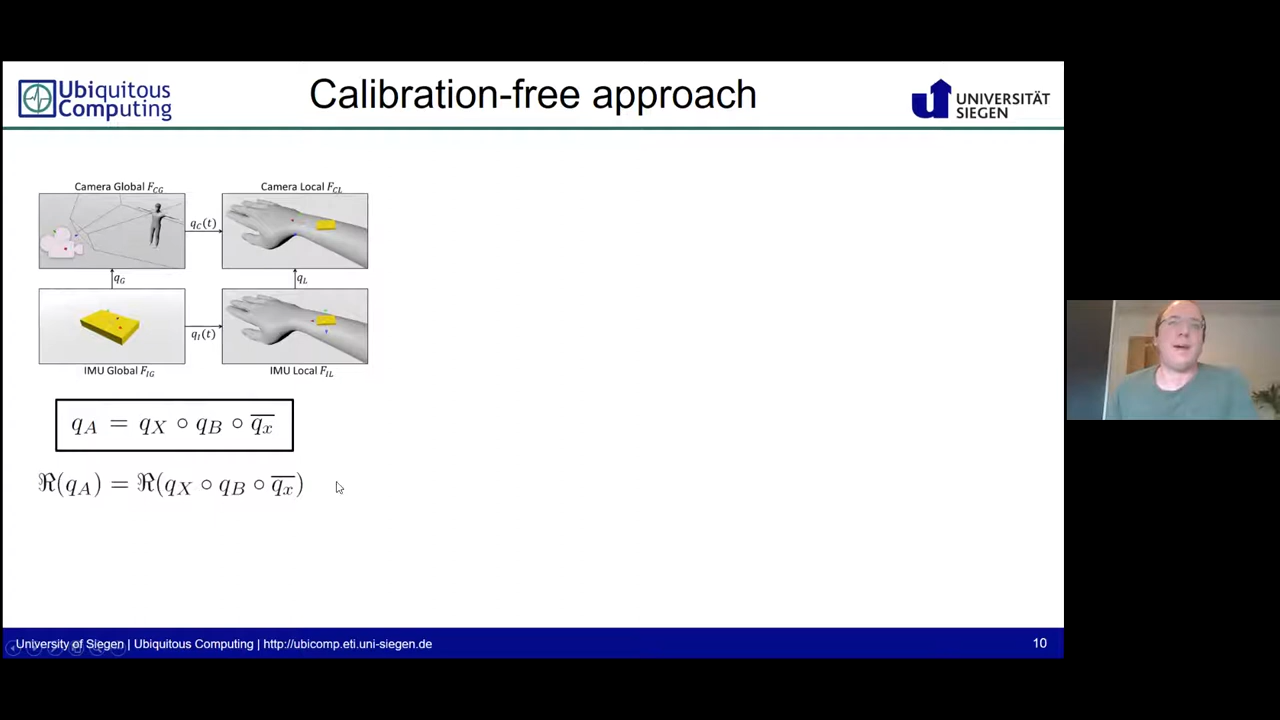 Ubiquitous
Computing
Calibration-free approach
UNIVERSITÄT
SIEGEN
Camera Global F_CG
Camera Local F_CL
q_C(t)
q_G
q_L
q_I(t)
IMU Global F_IG
IMU Local F_IL
q_A = q_X ∘ q_B ∘ \overline{q_x}
ℜ(q_A) = ℜ(q_X ∘ q_B ∘ \overline{q_x})
University of Siegen | Ubiquitous Computing | http://ubicomp.eti.uni-siegen.de
10